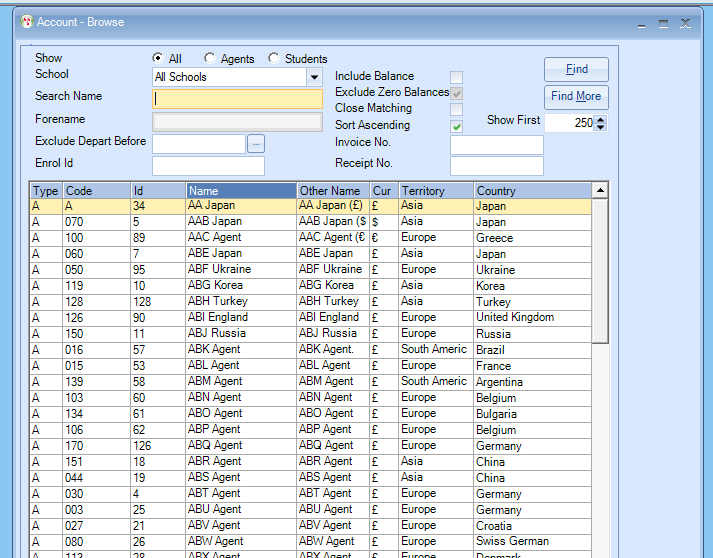 Account - Browse
Show All Agents Students
School All Schools Include Balance Find
Search Name Exclude Zero Balances Find More
Forename Close Matching
Sort Ascending Show First 250
Exclude Depart Before ... Invoice No.
Enrol Id Receipt No.
Type Code Id Name Other Name Cur Territory Country
A A 34 AA Japan AA Japan (£) £ Asia Japan
A 070 5 AAB Japan AAB Japan ($ $ Asia Japan
A 100 89 AAC Agent AAC Agent (€ € Europe Greece
A 060 7 ABE Japan ABE Japan £ Asia Japan
A 050 95 ABF Ukraine ABF Ukraine £ Europe Ukraine
A 119 10 ABG Korea ABG Korea £ Asia Korea
A 128 128 ABH Turkey ABH Turkey £ Asia Turkey
A 126 90 ABI England ABI England £ Europe United Kingdom
A 150 11 ABJ Russia ABJ Russia £ Europe Russia
A 016 57 ABK Agent ABK Agent. £ South Americ Brazil
A 015 53 ABL Agent ABL Agent £ Europe France
A 139 58 ABM Agent ABM Agent £ South Americ Argentina
A 103 60 ABN Agent ABN Agent £ Europe Belgium
A 134 61 ABO Agent ABO Agent £ Europe Bulgaria
A 106 62 ABP Agent ABP Agent £ Europe Belgium
A 170 126 ABQ Agent ABQ Agent £ Europe Germany
A 151 18 ABR Agent ABR Agent £ Asia China
A 044 19 ABS Agent ABS Agent £ Asia China
A 030 4 ABT Agent ABT Agent £ Europe Germany
A 003 25 ABU Agent ABU Agent £ Europe Germany
A 027 21 ABV Agent ABV Agent £ Europe Croatia
A 080 26 ABW Agent ABW Agent £ Europe Swiss German
A 113 28 ABX Agent ABX Agent £ Europe Denmark